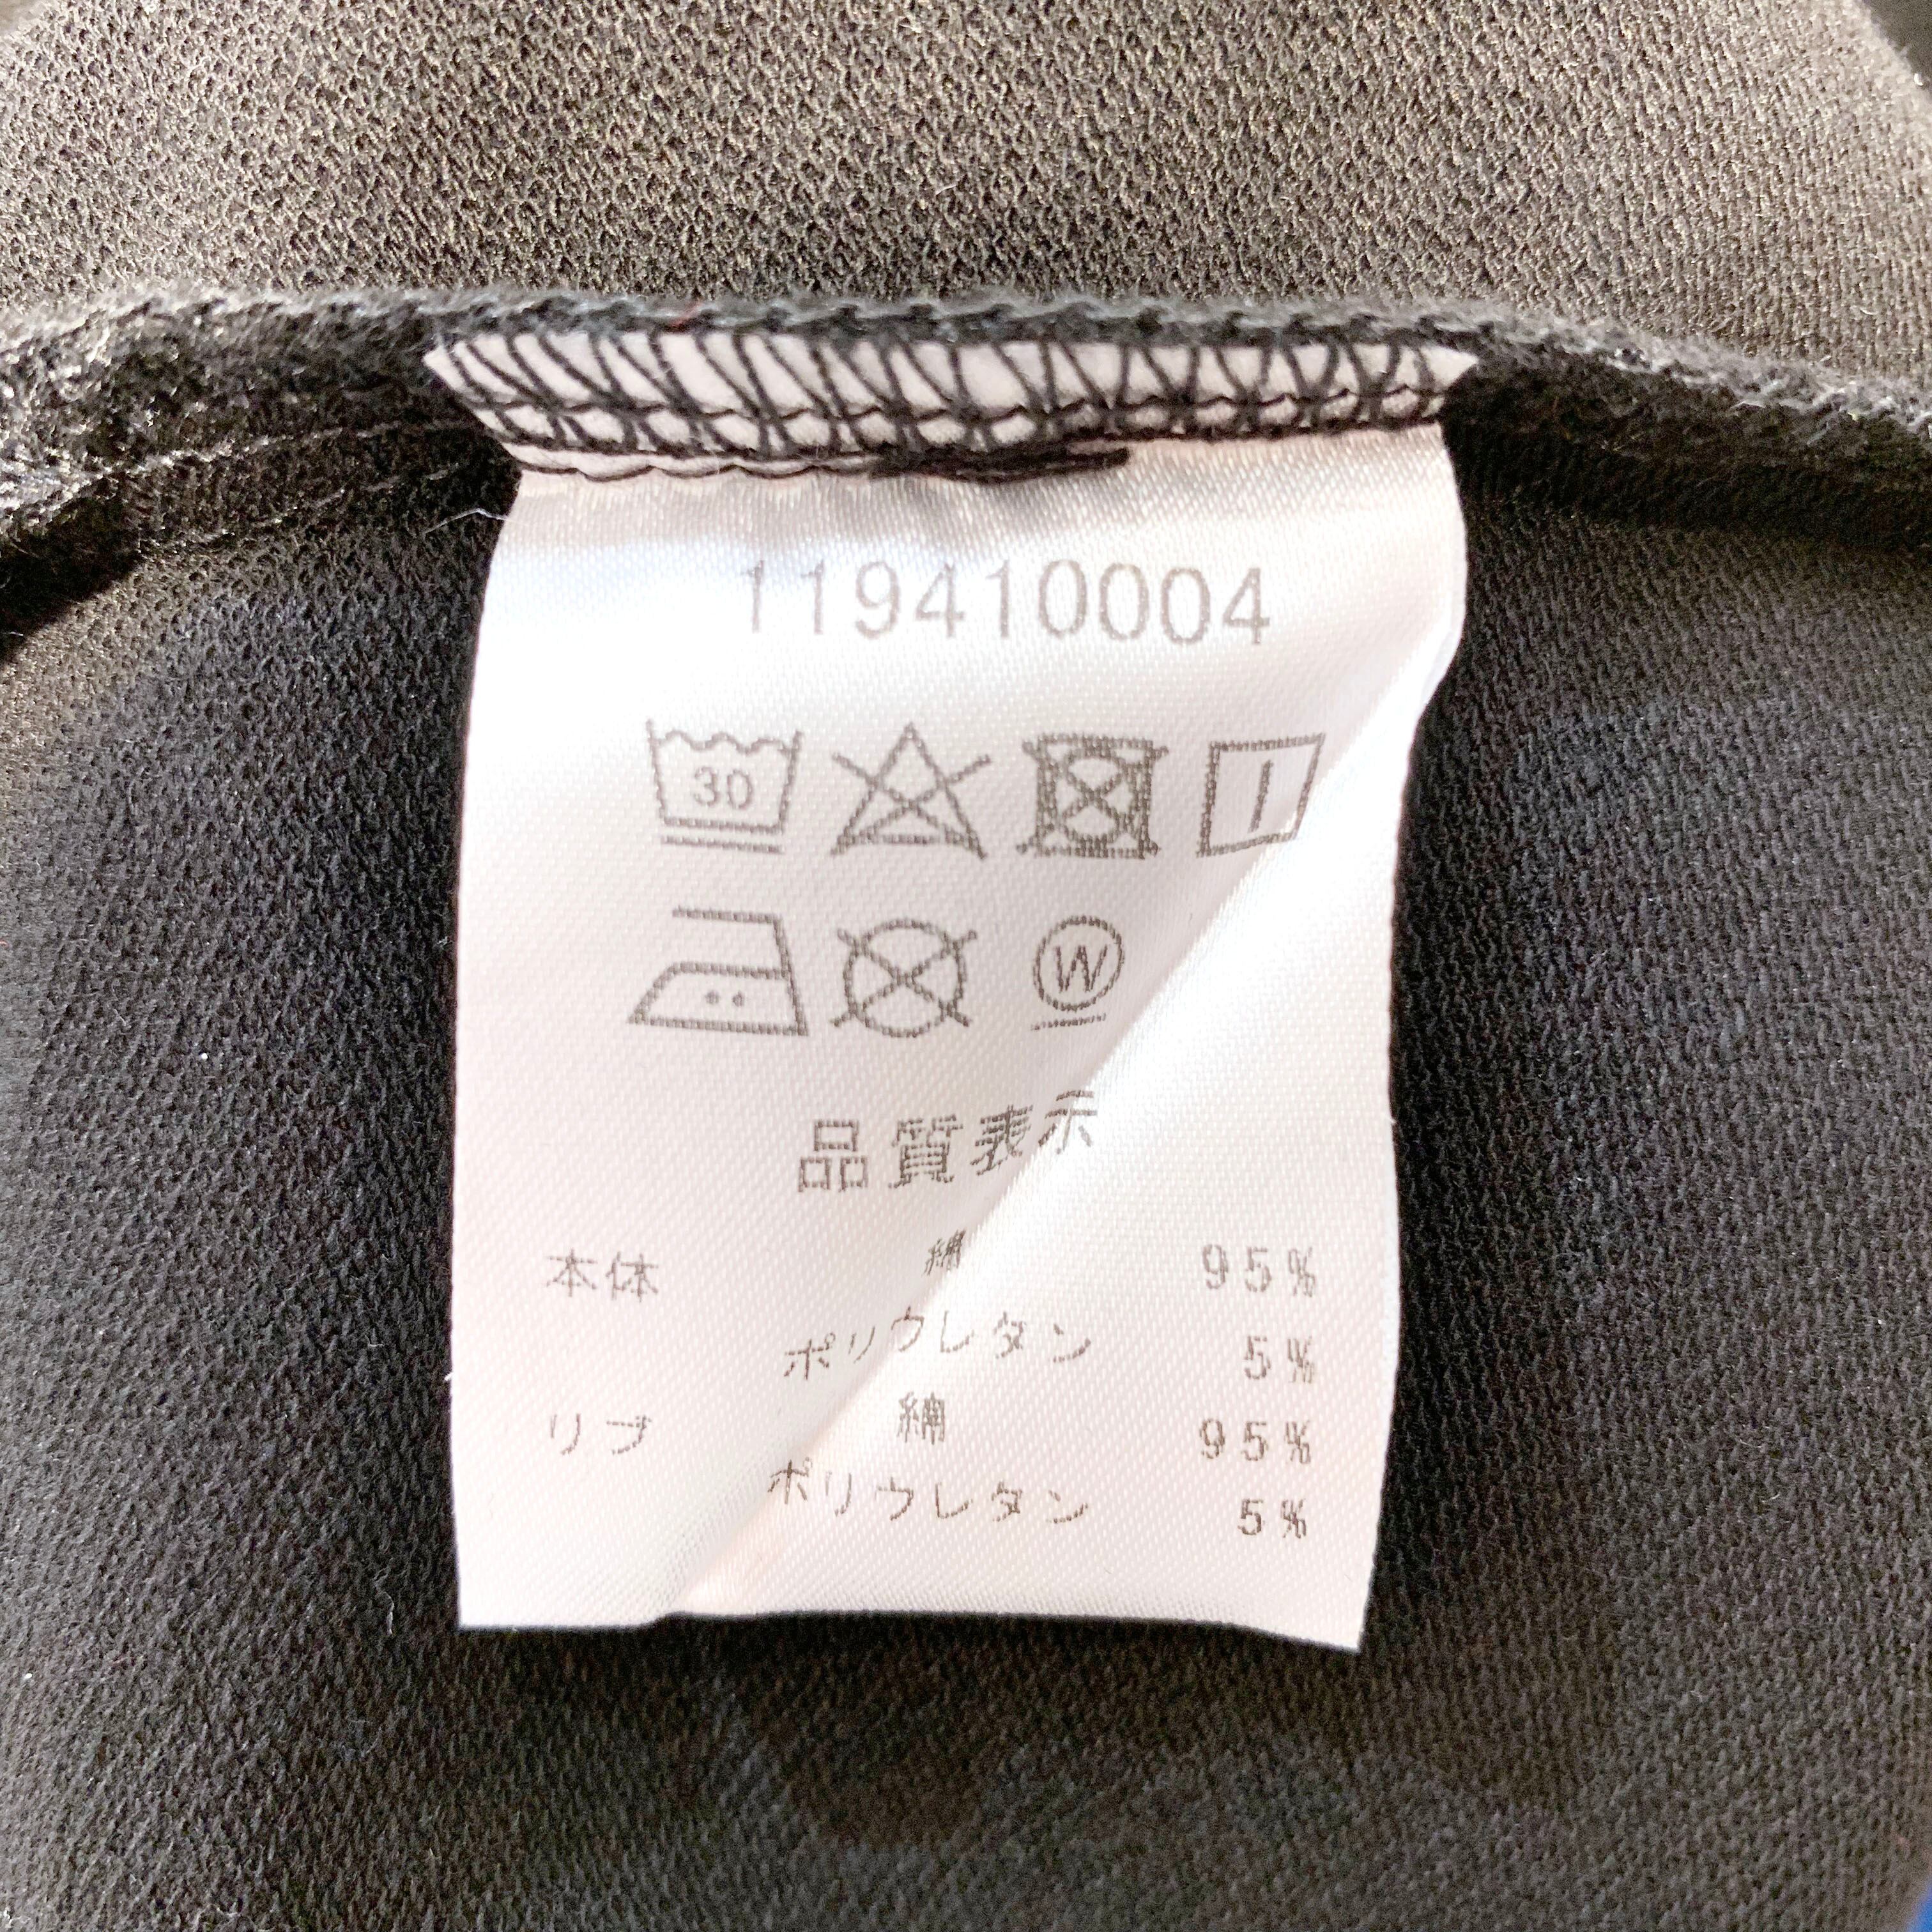 119410004
30
W
品質表示
本体 綿 95%
ポリウレタン 5%
リブ 綿 95%
ポリウレタン 5%